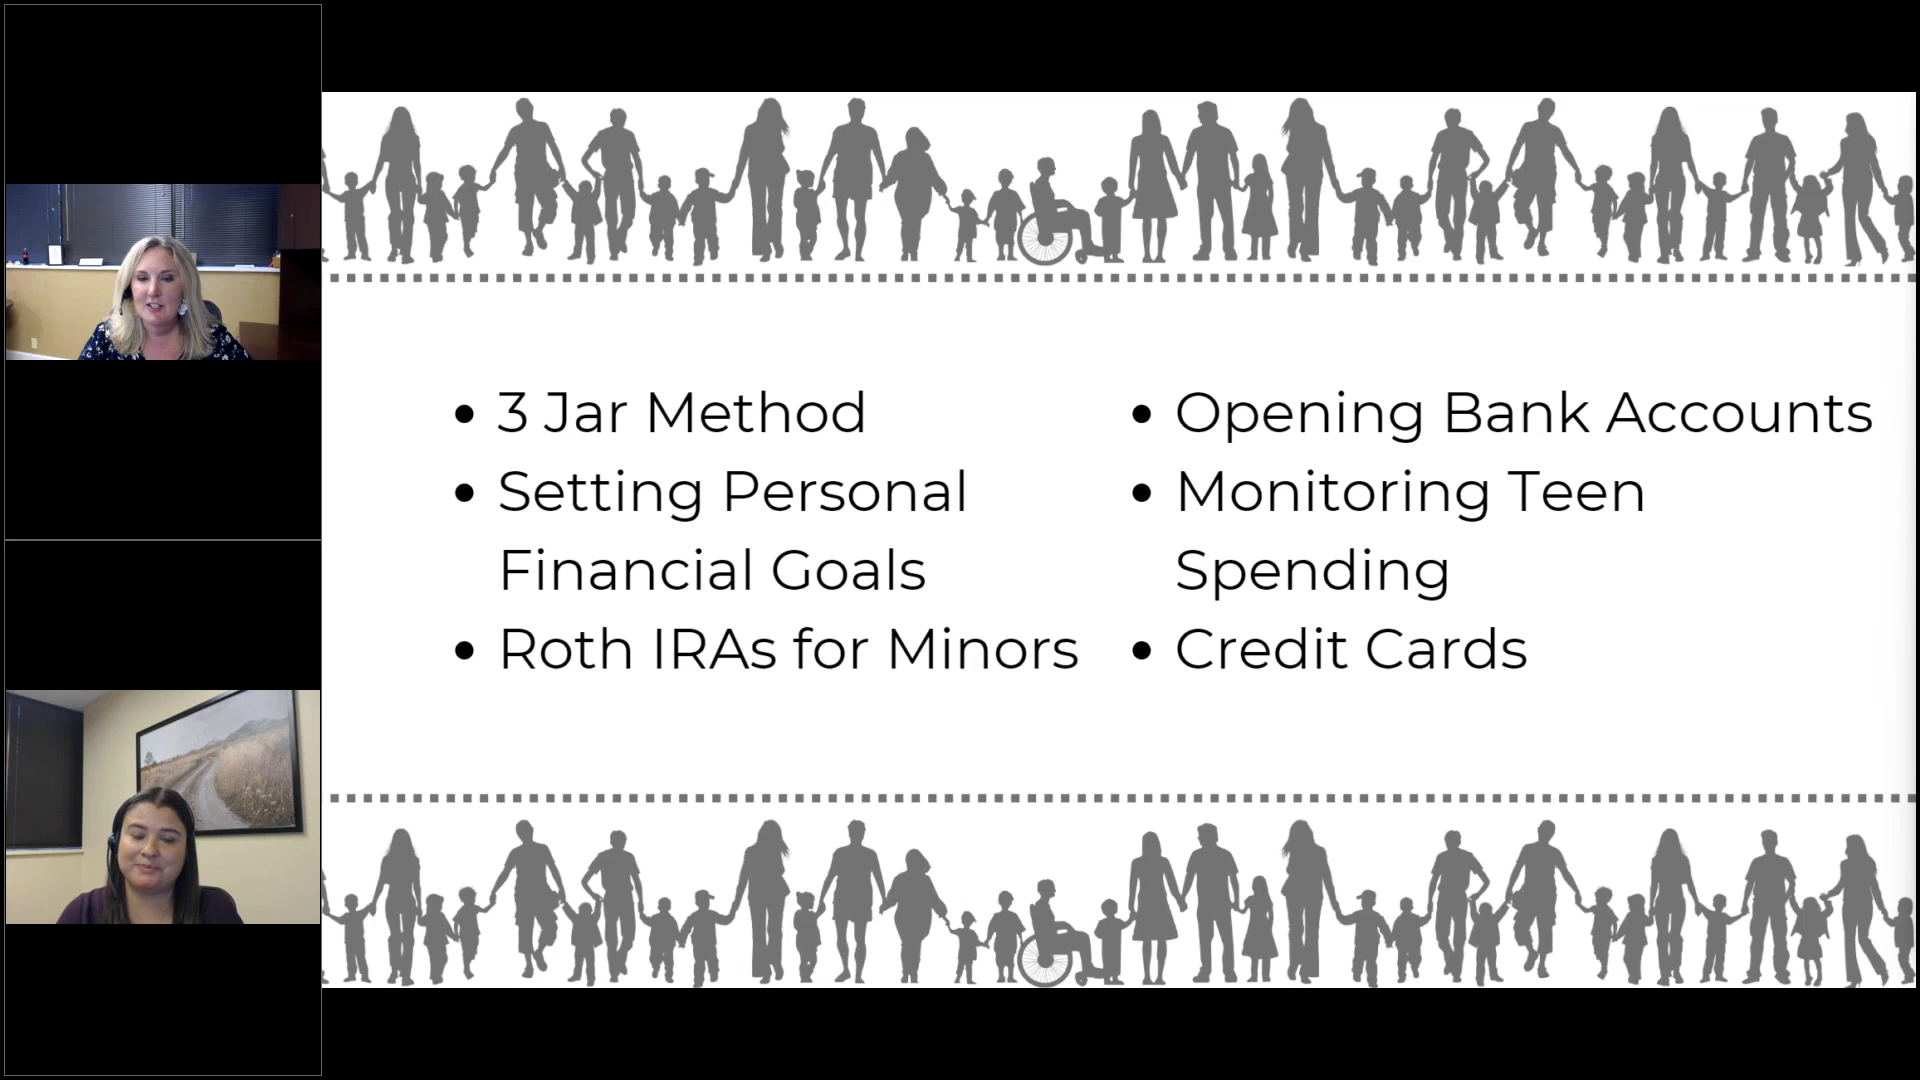 • 3 Jar Method
• Setting Personal
Financial Goals
• Roth IRAs for Minors
• Opening Bank Accounts
• Monitoring Teen
Spending
• Credit Cards